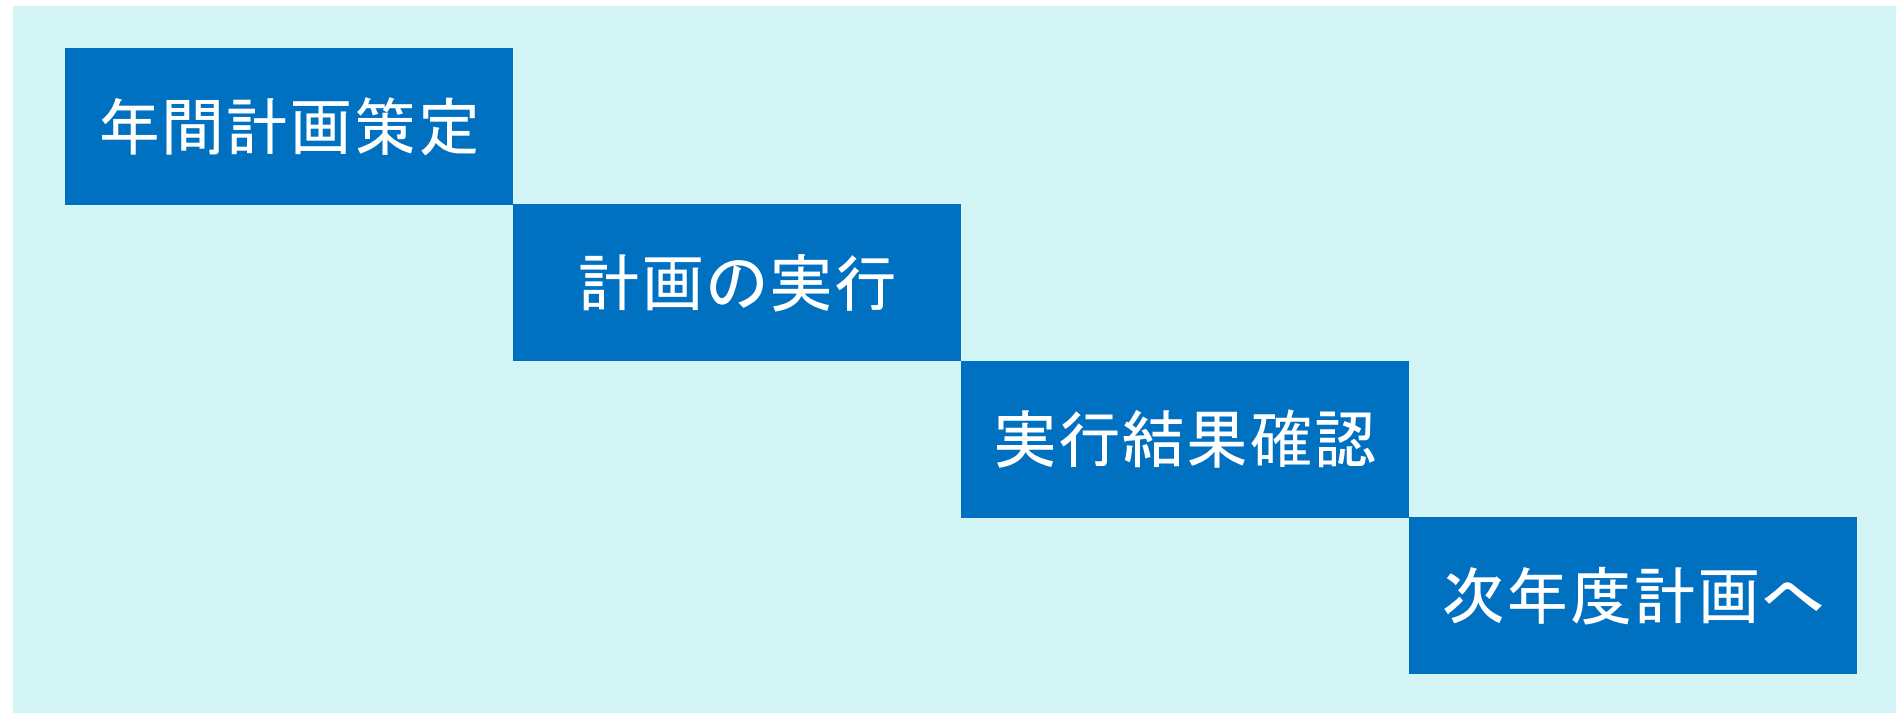 年間計画策定
計画の実行
実行結果確認
次年度計画へ